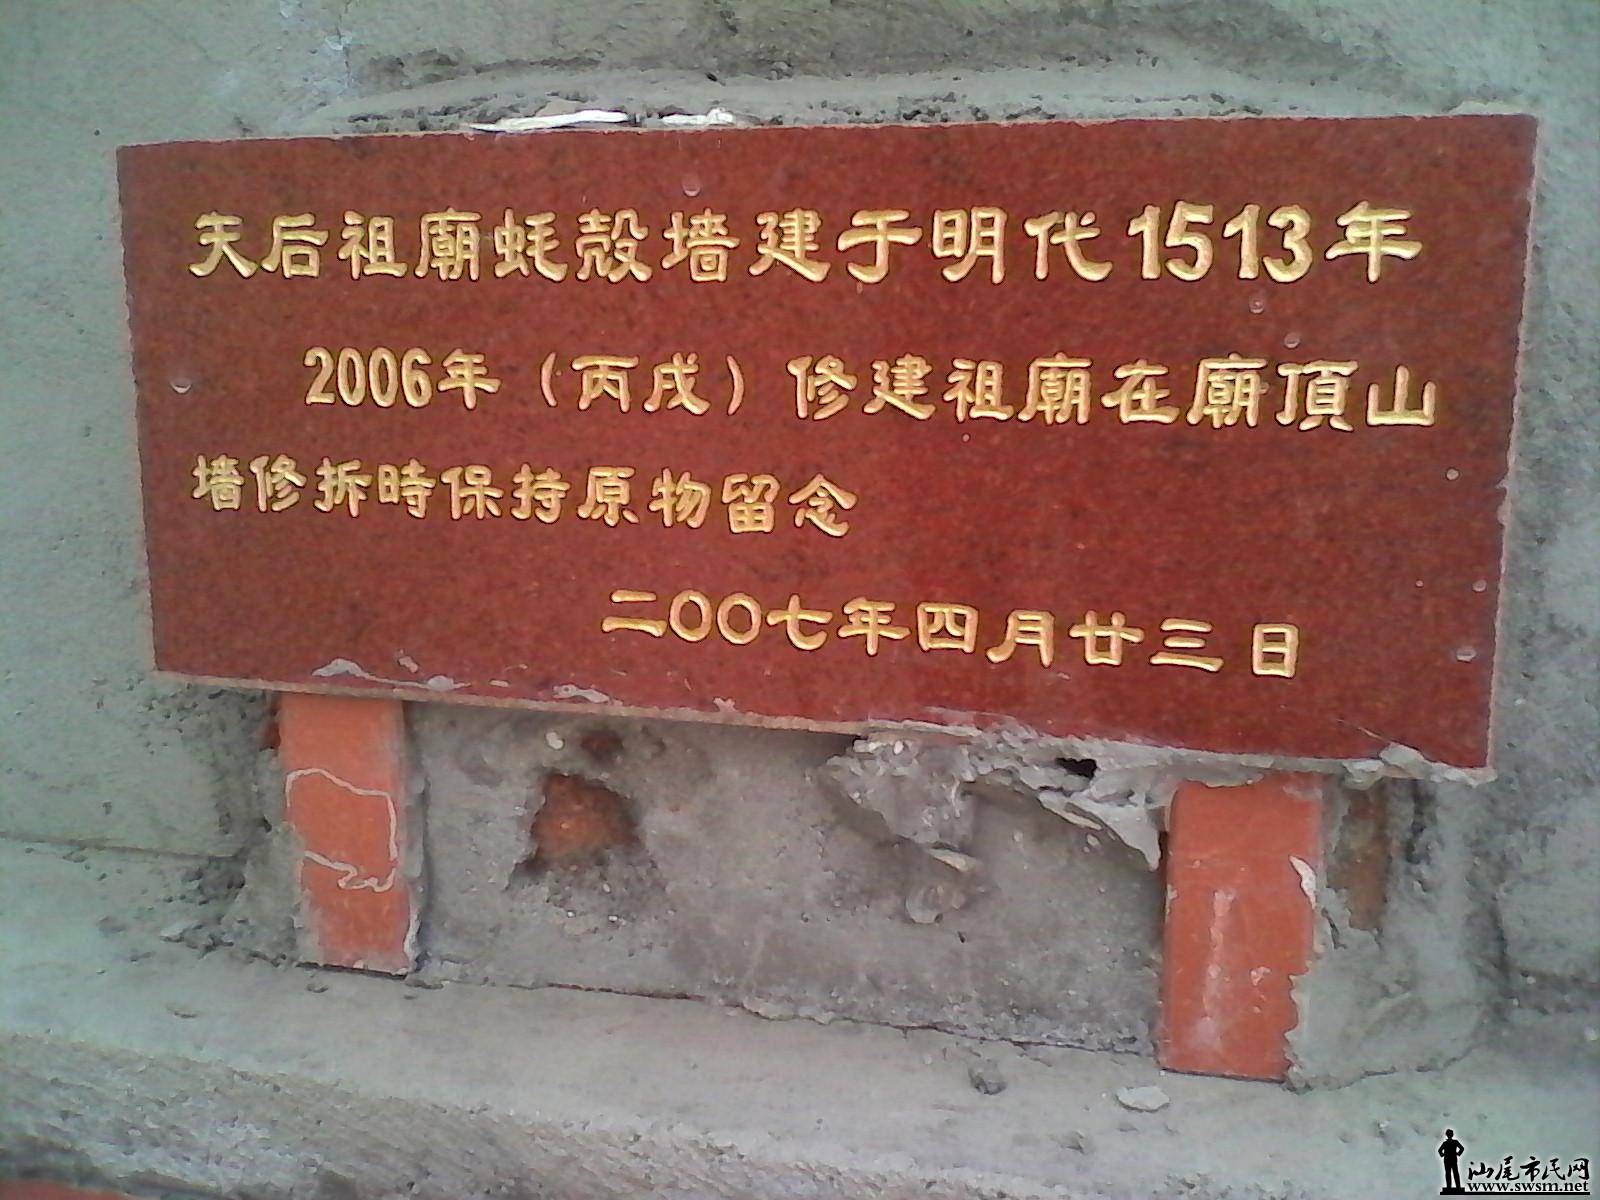 天后祖廟蚝殻墙建于明代1513年
2006年（丙戌）修建祖廟在廟頂山
墙修拆時保持原物留念
二〇〇七年四月廿三日
汕尾市民网
www.swsm.net